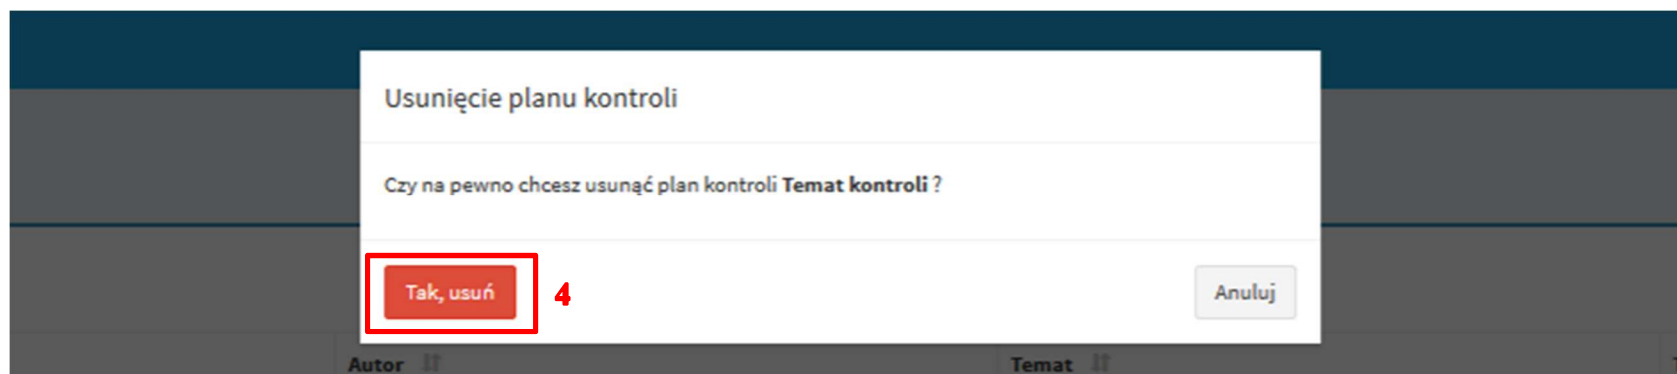 Usunięcie planu kontroli
Czy na pewno chcesz usunąć plan kontroli Temat kontroli ?
Tak, usuń
4
Anuluj
Autor
Temat